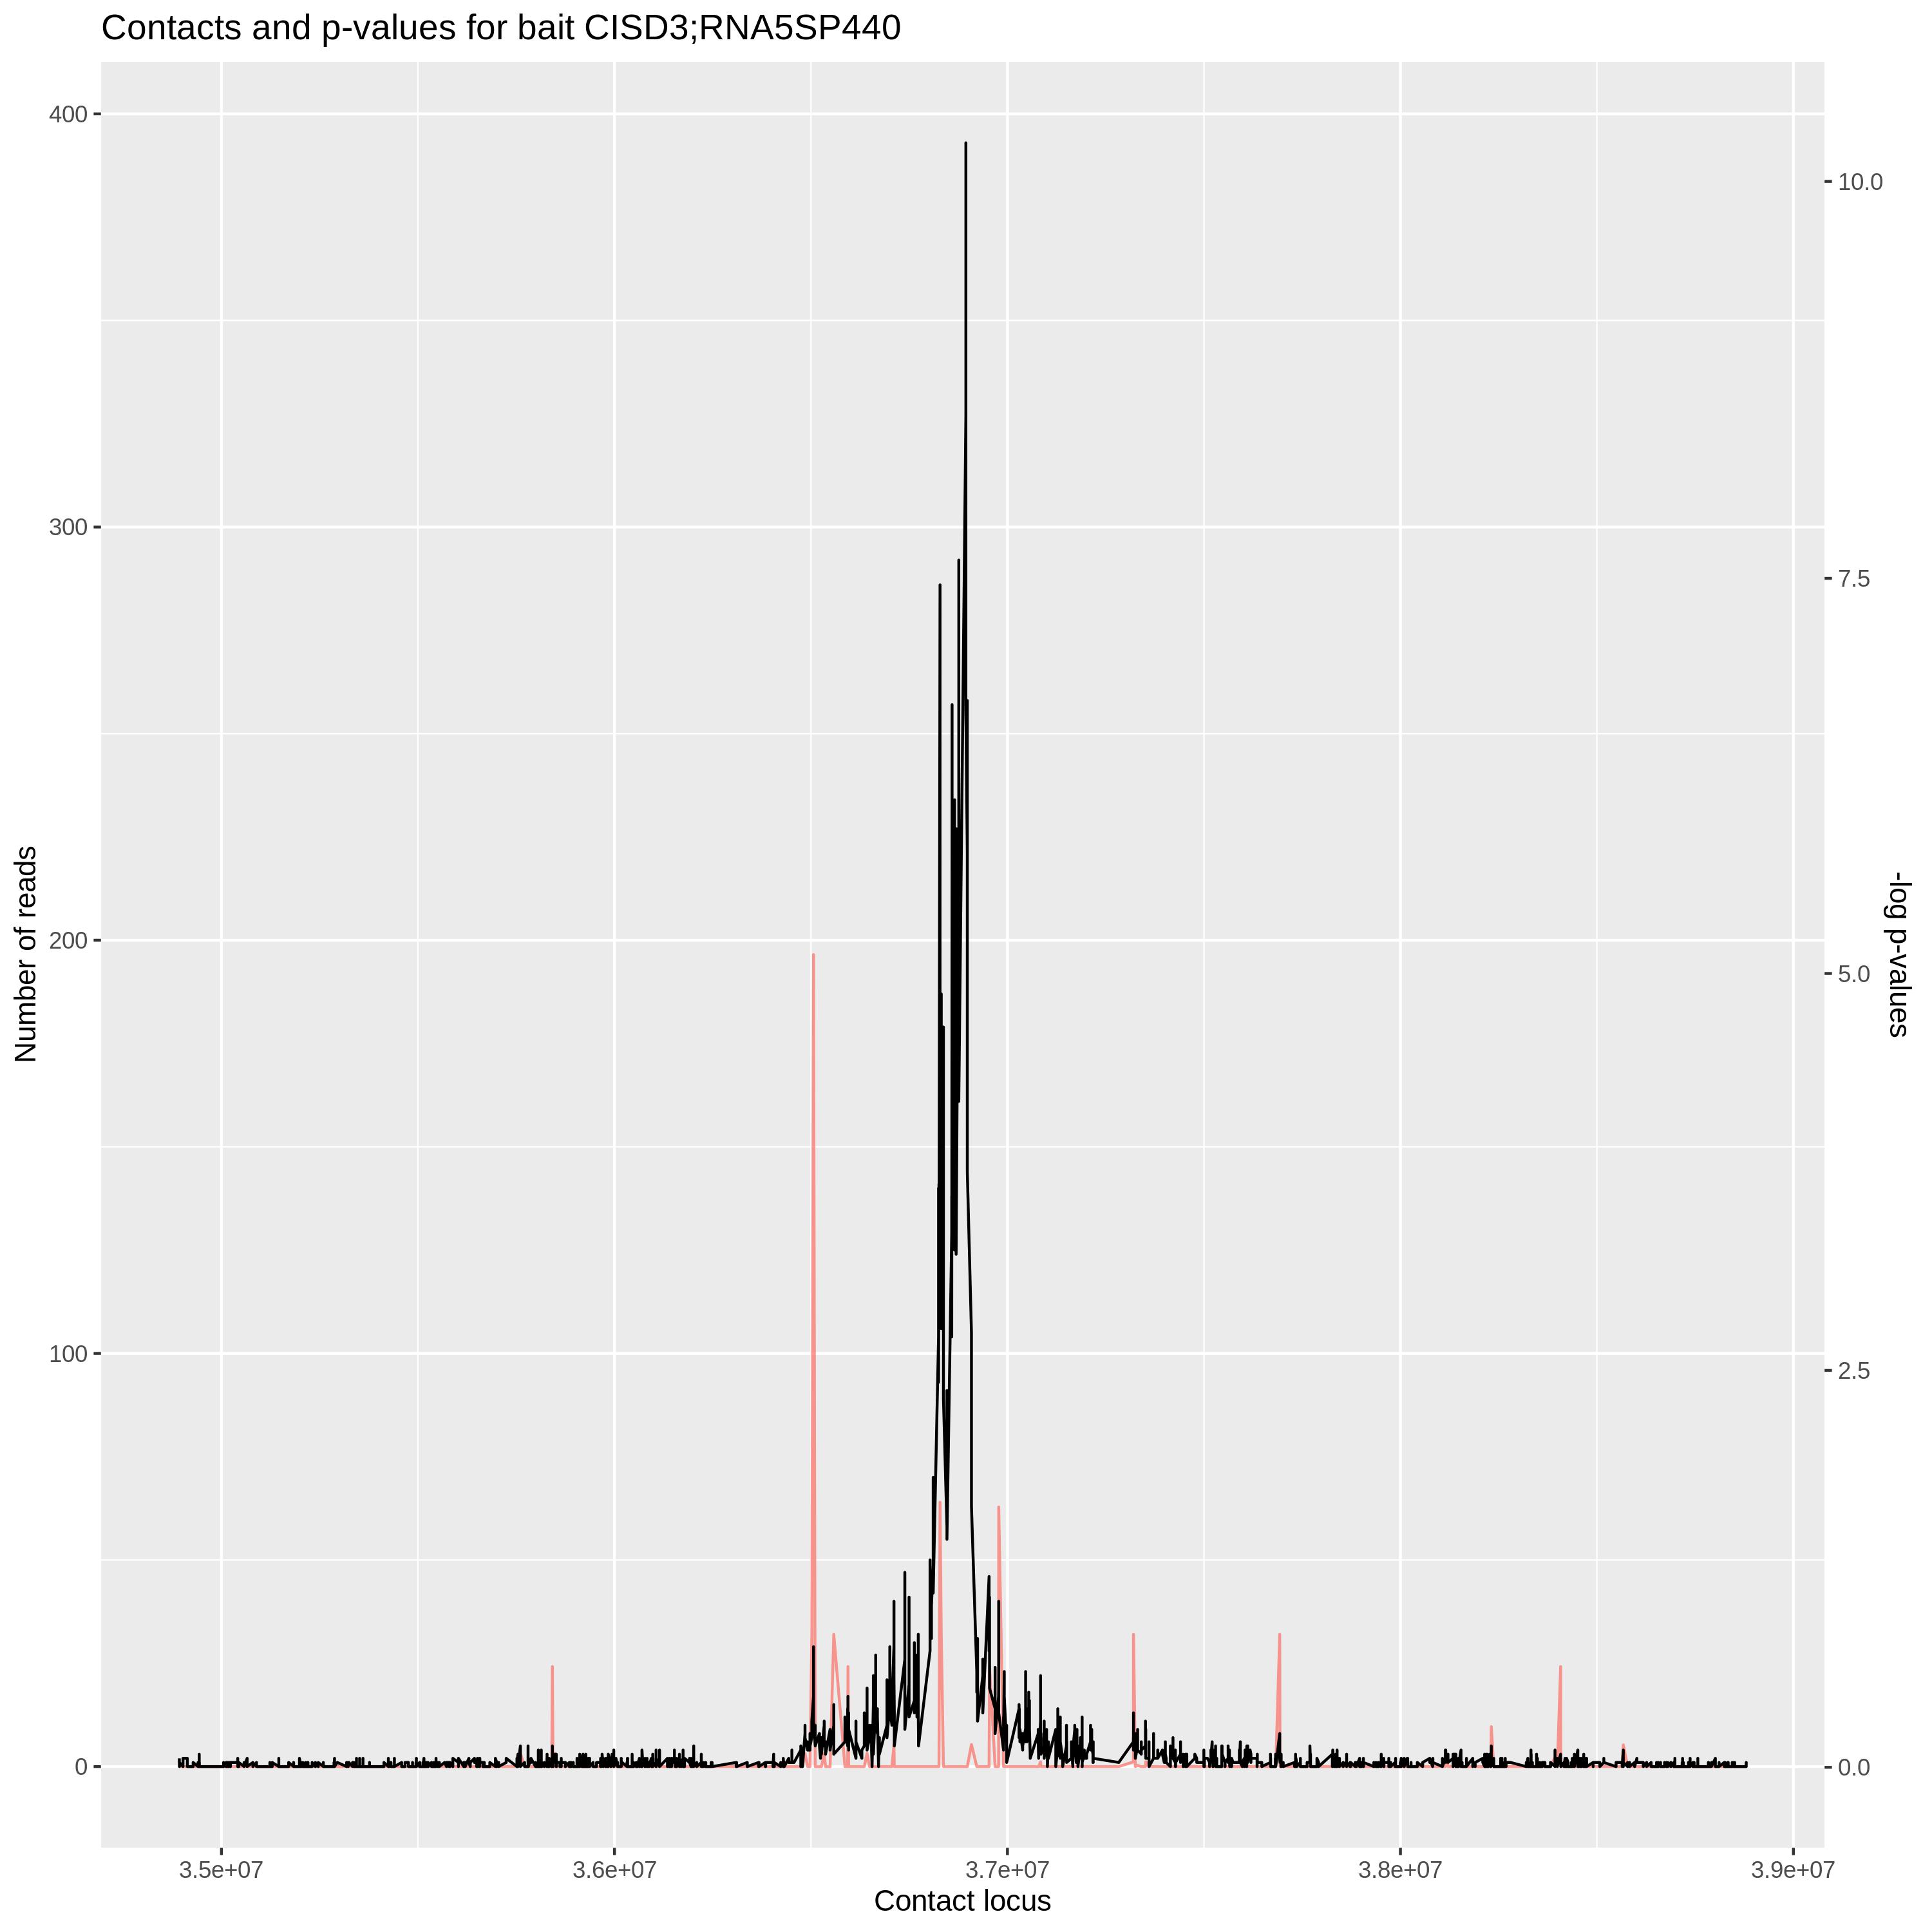 Contacts and p-values for bait CISD3;RNA5SP440
400
300
200
100
0
Number of reads
10.0
7.5
5.0
2.5
0.0
-log p-values
3.5e+07
3.6e+07
3.7e+07
3.8e+07
3.9e+07
Contact locus